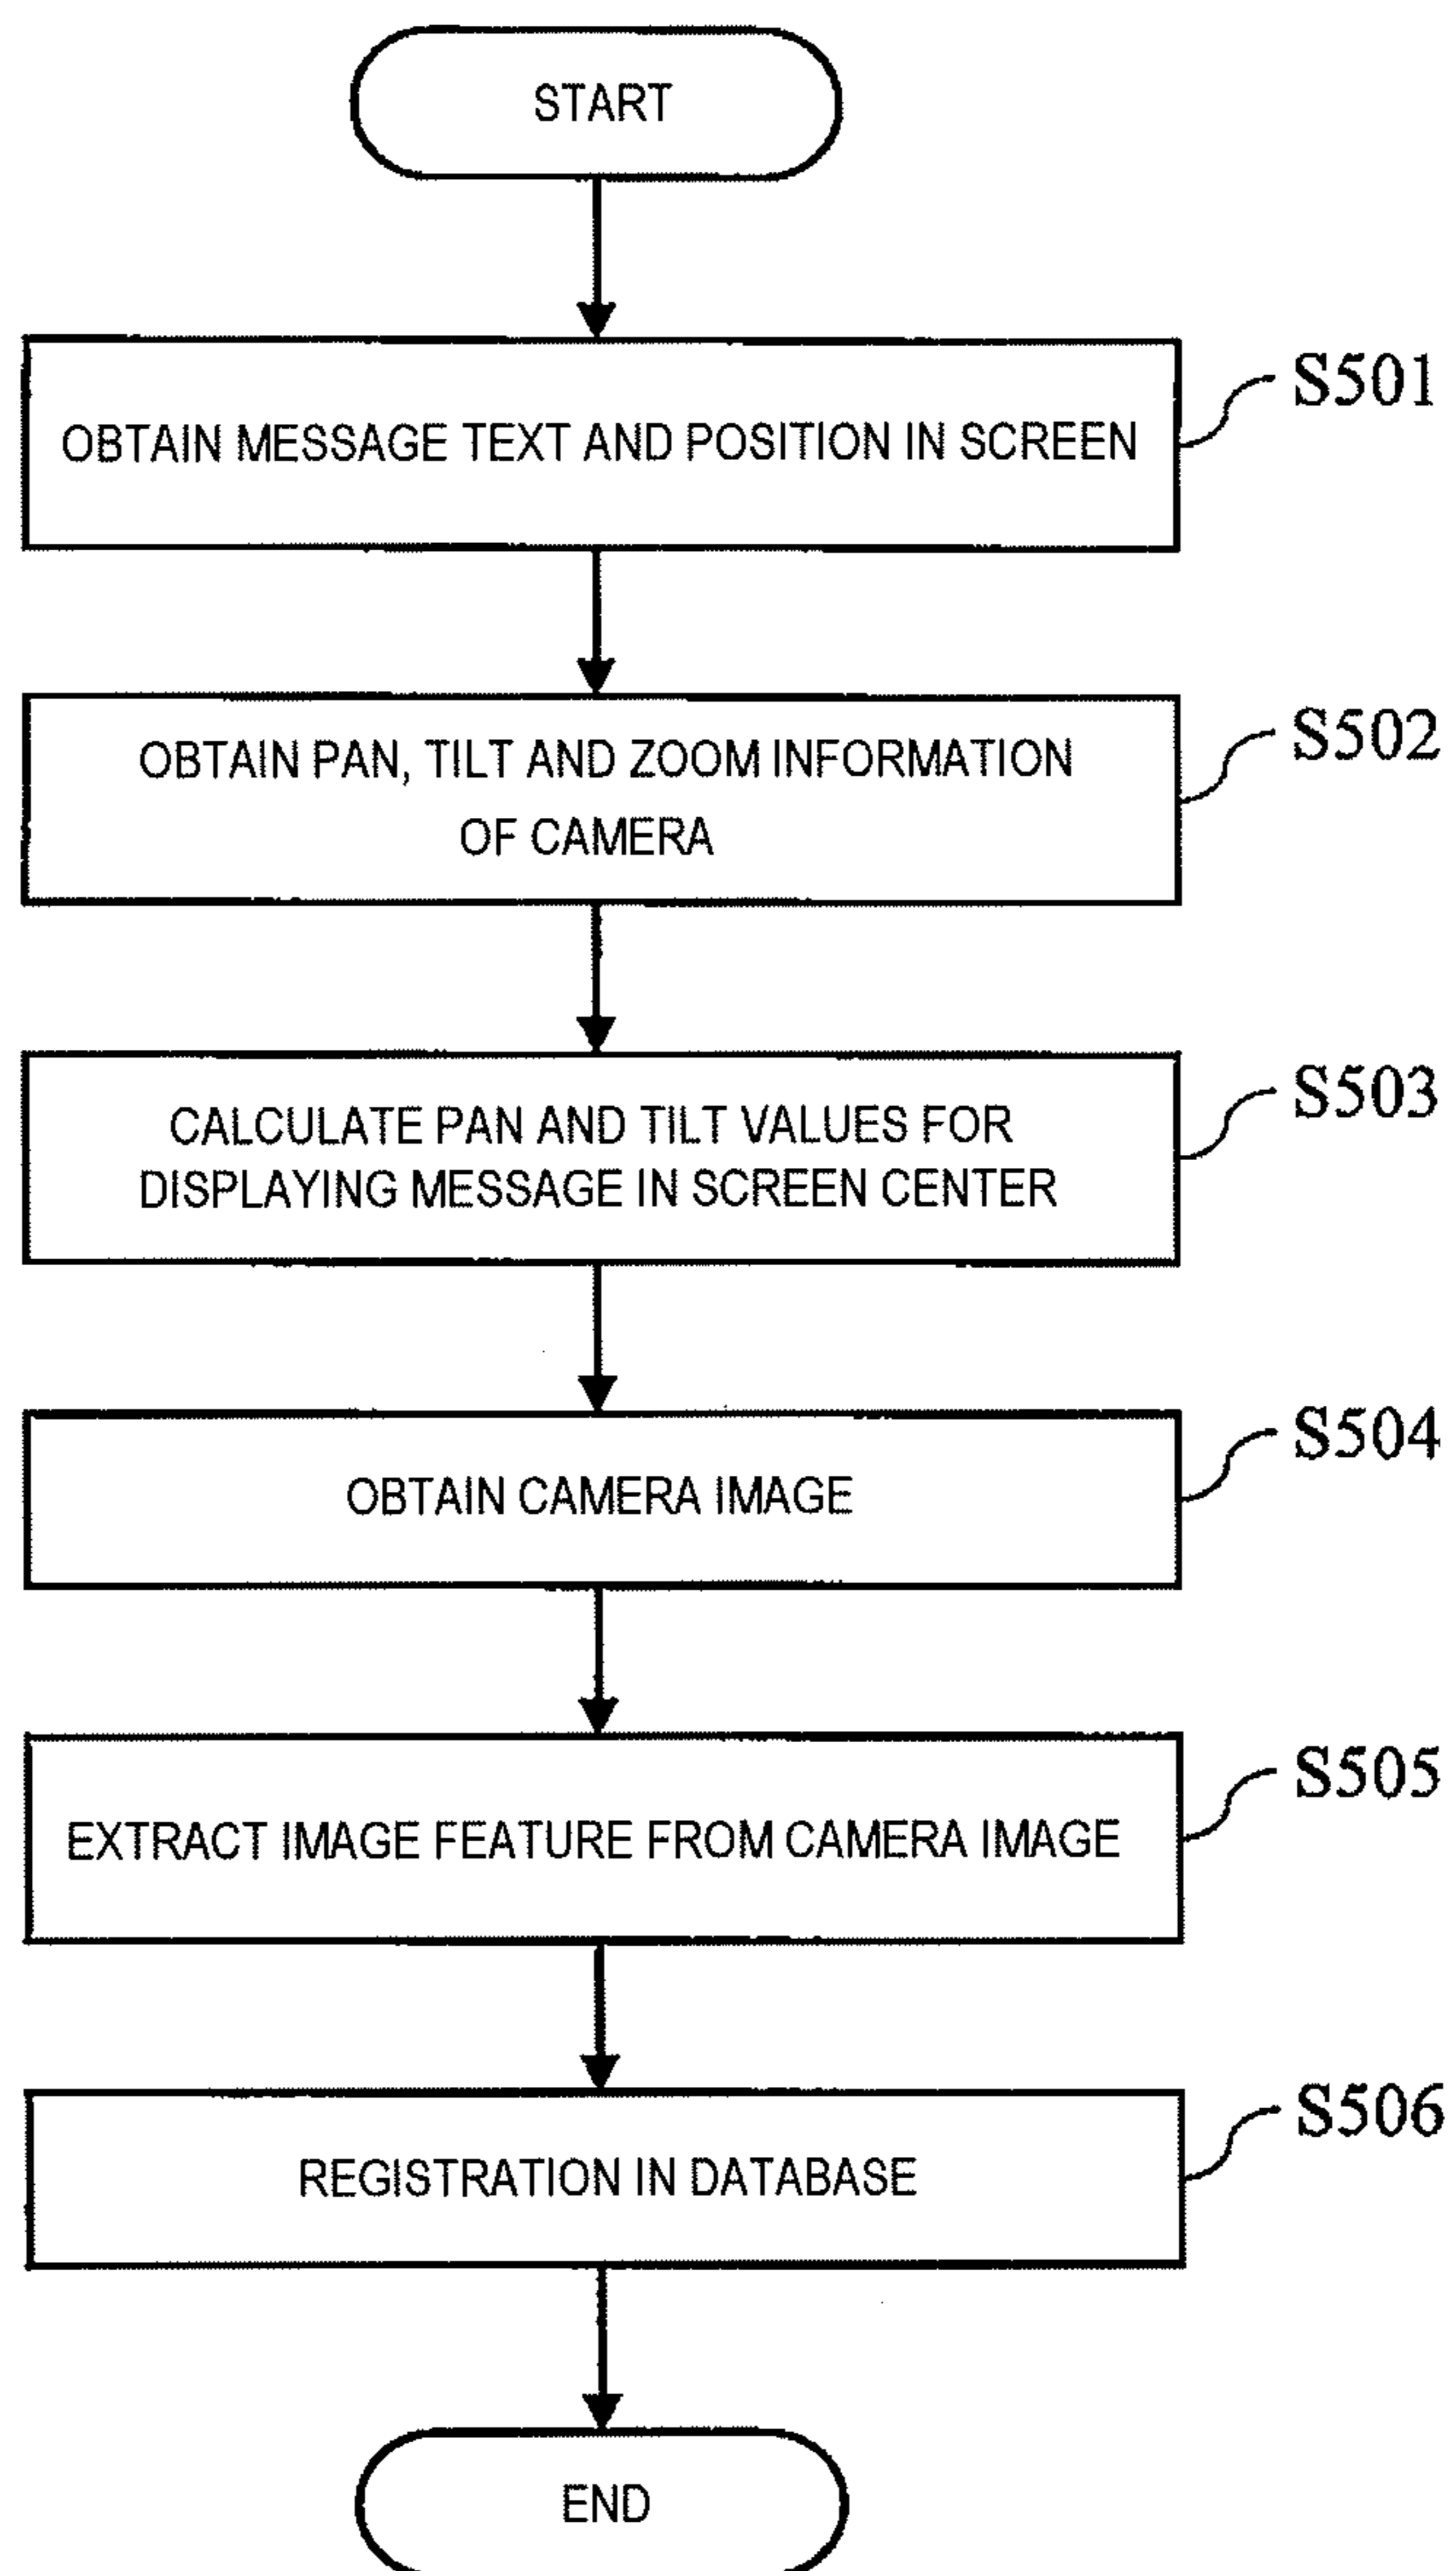 START
OBTAIN MESSAGE TEXT AND POSITION IN SCREEN
S501
OBTAIN PAN, TILT AND ZOOM INFORMATION
OF CAMERA
S502
CALCULATE PAN AND TILT VALUES FOR
DISPLAYING MESSAGE IN SCREEN CENTER
S503
OBTAIN CAMERA IMAGE
S504
EXTRACT IMAGE FEATURE FROM CAMERA IMAGE
S505
REGISTRATION IN DATABASE
S506
END